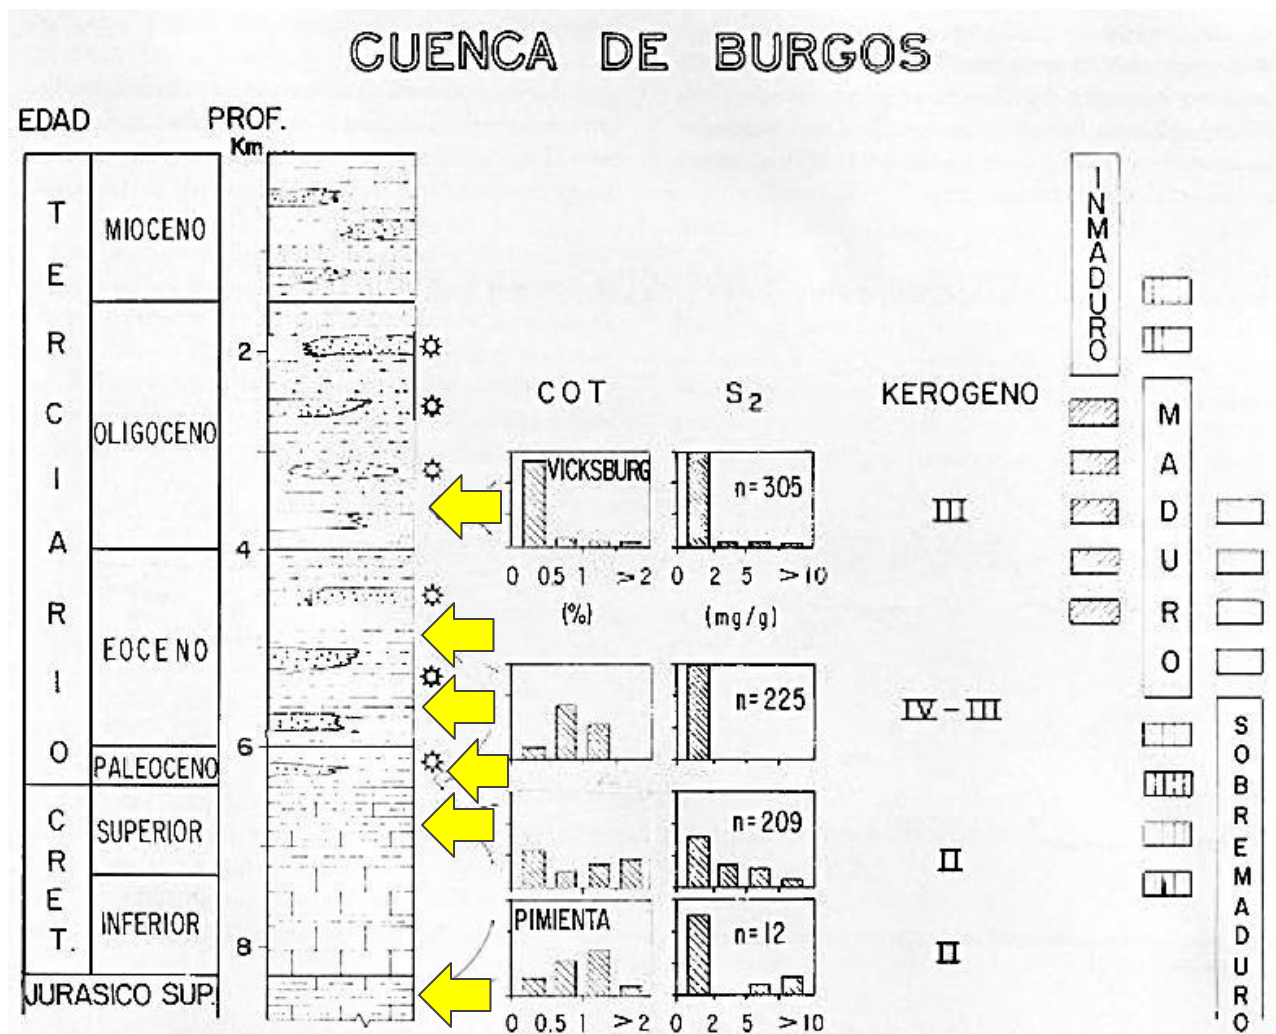 CUENCA DE BURGOS
EDAD
PROF.
Km
TERCIARIO
MIOCENO
OLIGOCENO
EOCENO
PALEOCENO
CRET.
SUPERIOR
INFERIOR
JURASICO SUP.
2
4
6
8
COT
S2
KEROGENO
VICKSBURG
n=305
III
0 0.5 1 >2
0 2 5 >10
(%)
(mg/g)
n=225
IV-III
n=209
II
PIMIENTA
n=12
II
0 0.5 1 >2
0 2 5 >10
INMADURO
MADURO
SOBREMADURO